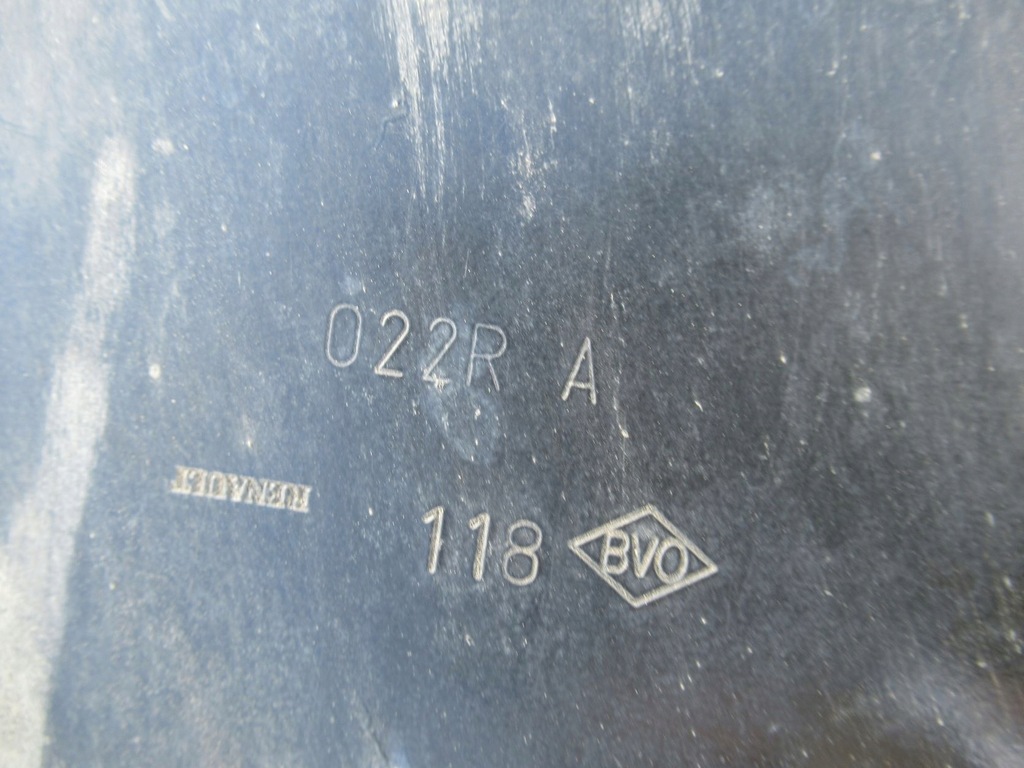 022R A
RENAULT
118 BVO